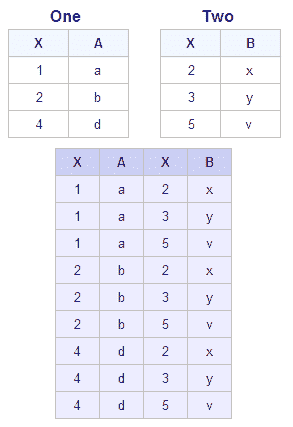 One Two
X A X B
1 a 2 x
2 b 3 y
4 d 5 v
X A X B
1 a 2 x
1 a 3 y
1 a 5 v
2 b 2 x
2 b 3 y
2 b 5 v
4 d 2 x
4 d 3 y
4 d 5 v